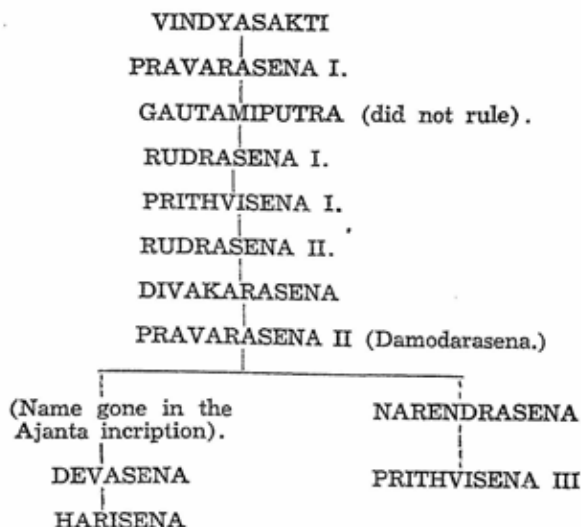 VINDYASAKTI
PRAVARASENA I.
GAUTAMIPUTRA (did not rule).
RUDRASENA I.
PRITHVISENA I.
RUDRASENA II.
DIVAKARASENA
PRAVARASENA II (Damodarasena.)
(Name gone in the
Ajanta incription).
DEVASENA
HARISENA
NARENDRASENA
PRITHVISENA III